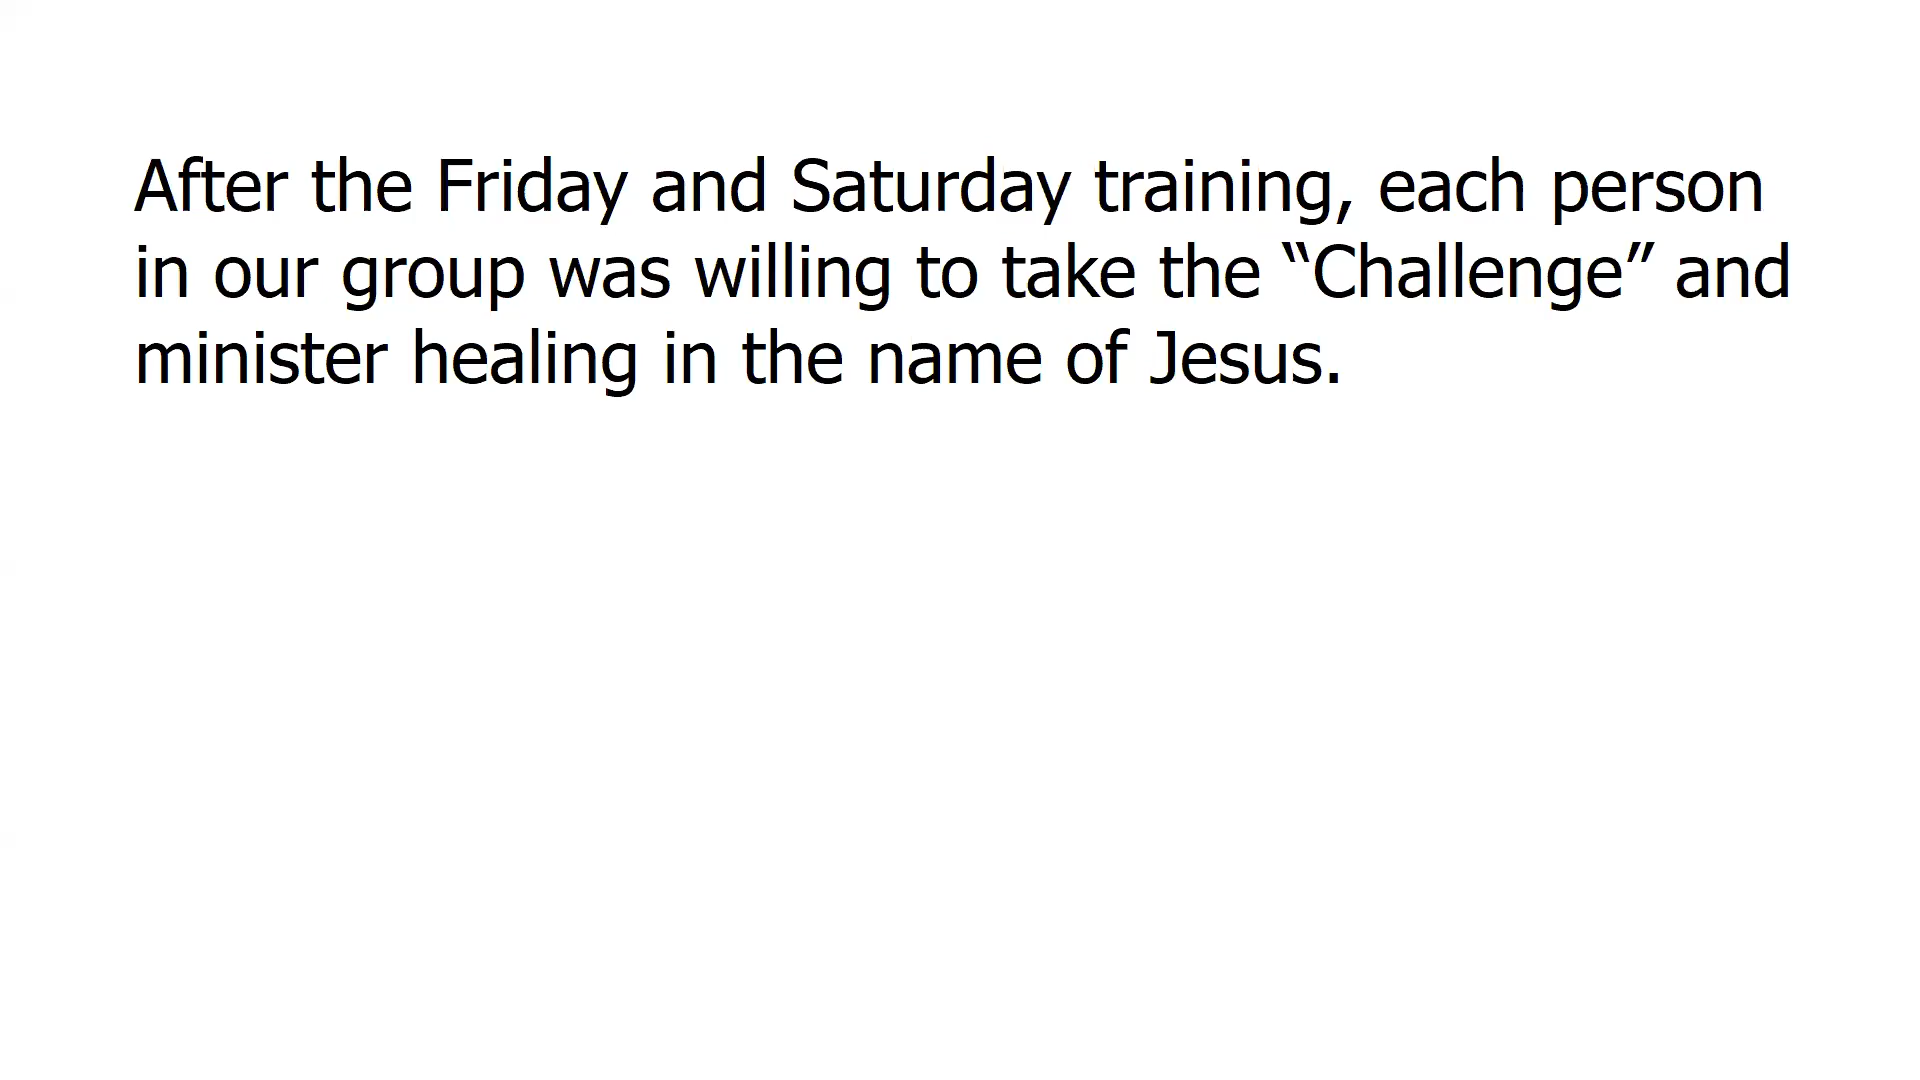 After the Friday and Saturday training, each person
in our group was willing to take the “Challenge” and
minister healing in the name of Jesus.